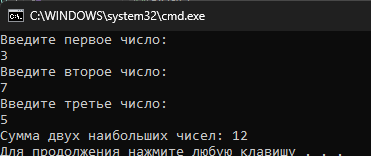 C:\WINDOWS\system32\cmd.exe
Введите первое число:
3
Введите второе число:
7
Введите третье число:
5
Сумма двух наибольших чисел: 12
Для продолжения нажмите любую клавишу . . .